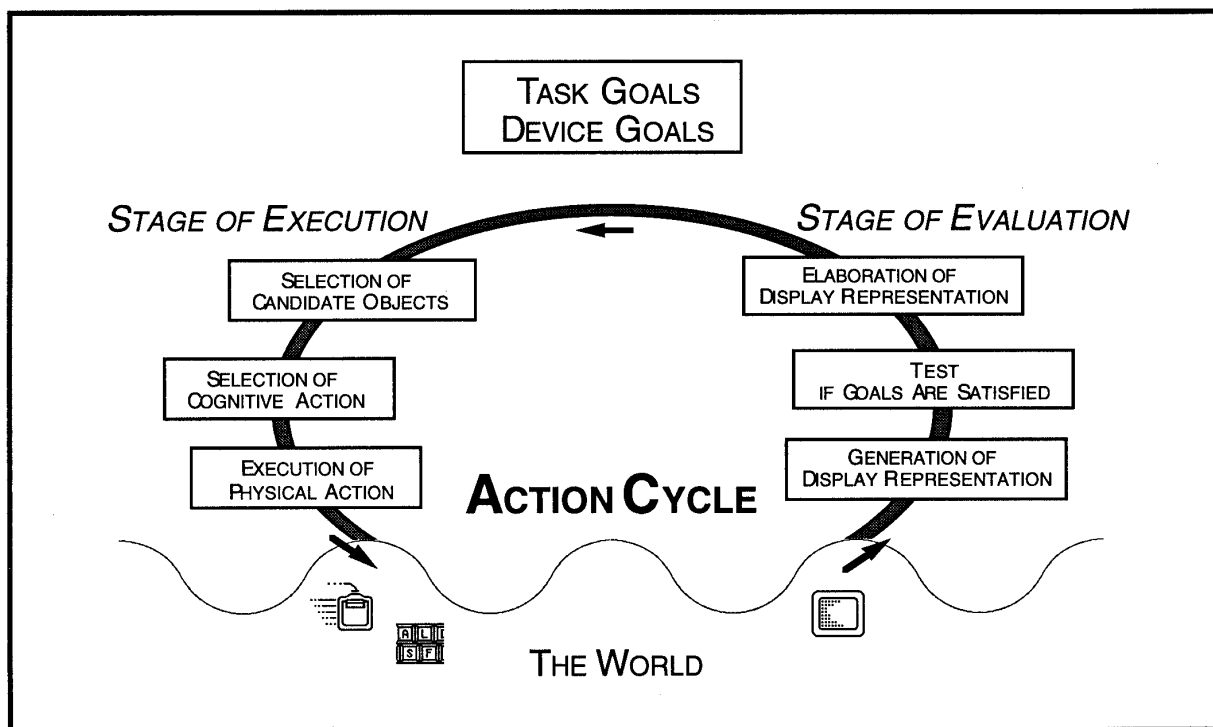 TASK GOALS
DEVICE GOALS
STAGE OF EXECUTION
STAGE OF EVALUATION
SELECTION OF
CANDIDATE OBJECTS
ELABORATION OF
DISPLAY REPRESENTATION
SELECTION OF
COGNITIVE ACTION
TEST
IF GOALS ARE SATISFIED
EXECUTION OF
PHYSICAL ACTION
GENERATION OF
DISPLAY REPRESENTATION
ACTION CYCLE
A L
S F
THE WORLD